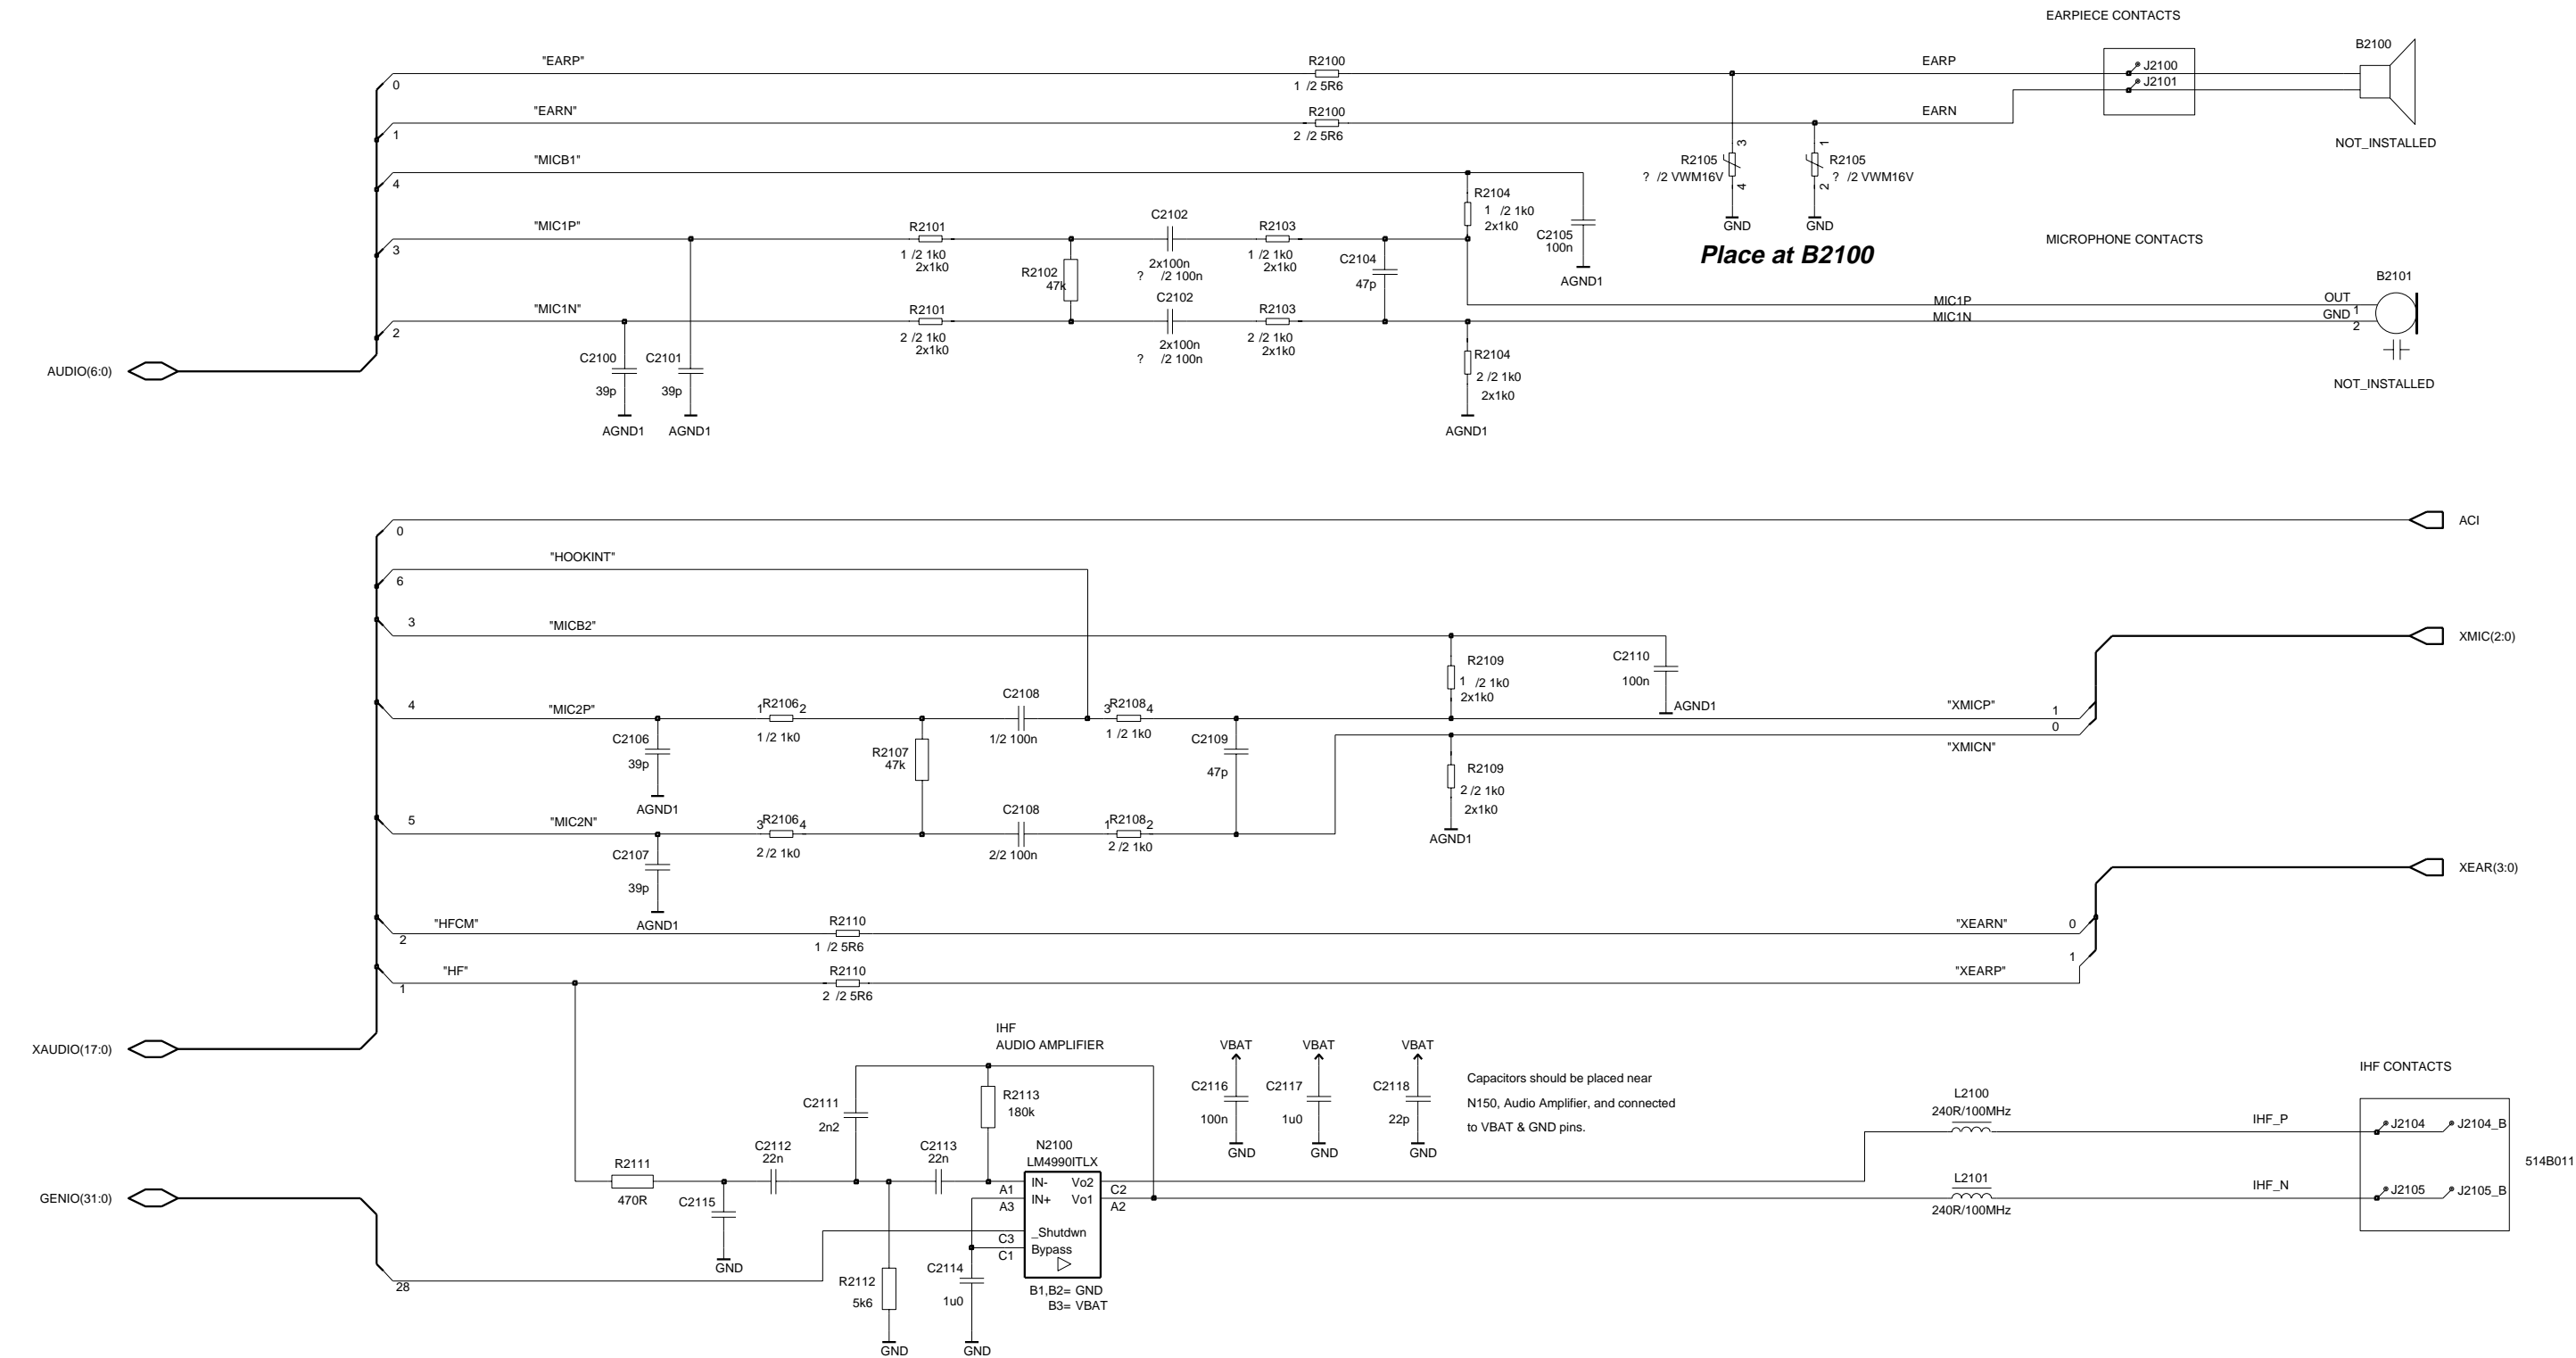 EARPIECE CONTACTS
"EARP"
R2100
EARP
B2100
J2100
J2101
0
1 /2 5R6
"EARN"
R2100
EARN
1
2 /2 5R6
NOT_INSTALLED
"MICB1"
4
R2105
? /2 VWM16V
3
4
GND
R2105
? /2 VWM16V
1
2
GND
Place at B2100
R2104
1 /2 1k0
2x1k0
C2105
100n
AGND1
"MIC1P"
3
R2101
1 /2 1k0
2x1k0
R2102
47k
C2102
2x100n
? /2 100n
R2103
1 /2 1k0
2x1k0
C2104
47p
MICROPHONE CONTACTS
B2101
MIC1P
MIC1N
OUT
1
GND
2
NOT_INSTALLED
"MIC1N"
2
R2101
2 /2 1k0
2x1k0
C2102
2x100n
? /2 100n
R2103
2 /2 1k0
2x1k0
R2104
2 /2 1k0
2x1k0
AGND1
C2100
39p
AGND1
C2101
39p
AGND1
AUDIO(6:0)
0
ACI
"HOOKINT"
6
3
"MICB2"
XMIC(2:0)
R2109
1 /2 1k0
2x1k0
C2110
100n
AGND1
4
"MIC2P"
C2106
39p
AGND1
1
R2106
2
1 /2 1k0
R2107
47k
C2108
1/2 100n
3
R2108
4
1 /2 1k0
C2109
47p
"XMICP"
1
0
"XMICN"
R2109
2 /2 1k0
2x1k0
AGND1
5
"MIC2N"
C2107
39p
AGND1
3
R2106
4
2 /2 1k0
C2108
2/2 100n
1
R2108
2
2 /2 1k0
XEAR(3:0)
"HFCM"
2
R2110
1 /2 5R6
"XEARN"
0
"HF"
1
R2110
2 /2 5R6
"XEARP"
1
XAUDIO(17:0)
IHF
AUDIO AMPLIFIER
VBAT
C2116
100n
GND
VBAT
C2117
1u0
GND
VBAT
C2118
22p
GND
Capacitors should be placed near
N150, Audio Amplifier, and connected
to VBAT & GND pins.
IHF CONTACTS
C2111
2n2
R2113
180k
L2100
240R/100MHz
IHF_P
J2104
J2104_B
514B011
C2112
22n
C2113
22n
N2100
LM4990ITLX
R2111
470R
C2115
GND
IN-
Vo2
A1
C2
IN+
Vo1
A3
A2
_Shutdwn
C3
Bypass
C1
B1,B2= GND
B3= VBAT
L2101
240R/100MHz
IHF_N
J2105
J2105_B
GENIO(31:0)
28
R2112
5k6
GND
C2114
1u0
GND